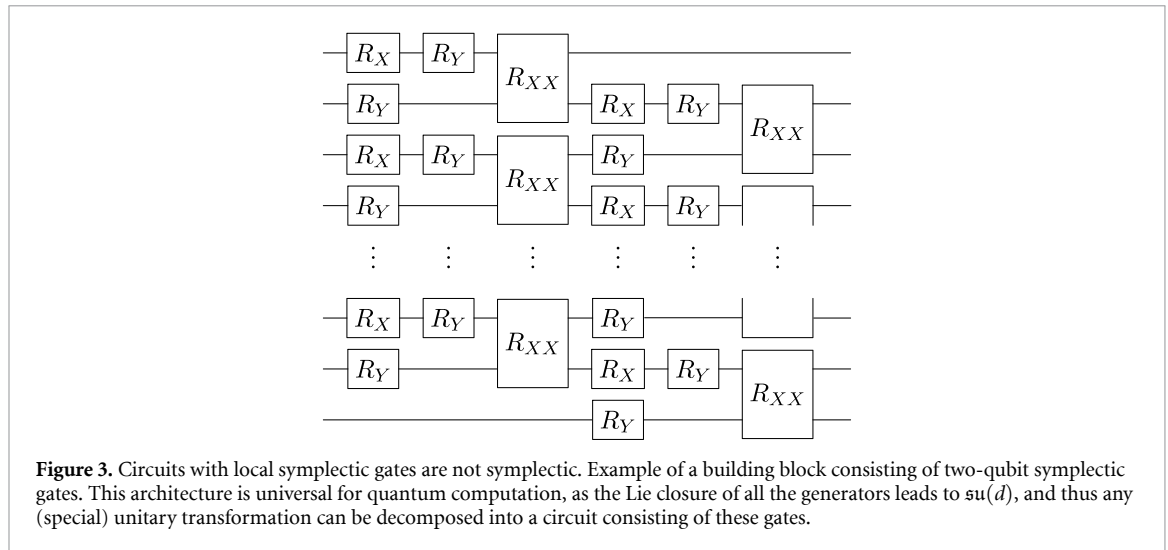 R_X R_Y R_XX
R_Y R_X R_Y R_XX
R_X R_Y R_XX R_Y
R_Y R_X R_Y
⋮ ⋮ ⋮ ⋮ ⋮ ⋮
R_X R_Y R_XX R_Y
R_Y R_X R_Y R_XX
R_Y
Figure 3. Circuits with local symplectic gates are not symplectic. Example of a building block consisting of two-qubit symplectic
gates. This architecture is universal for quantum computation, as the Lie closure of all the generators leads to 𝔰𝔲(d), and thus any
(special) unitary transformation can be decomposed into a circuit consisting of these gates.